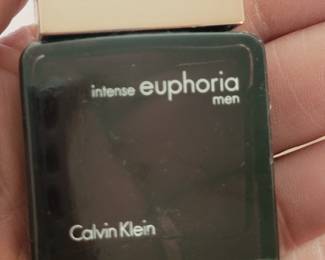 intense euphoria
men
Calvin Klein